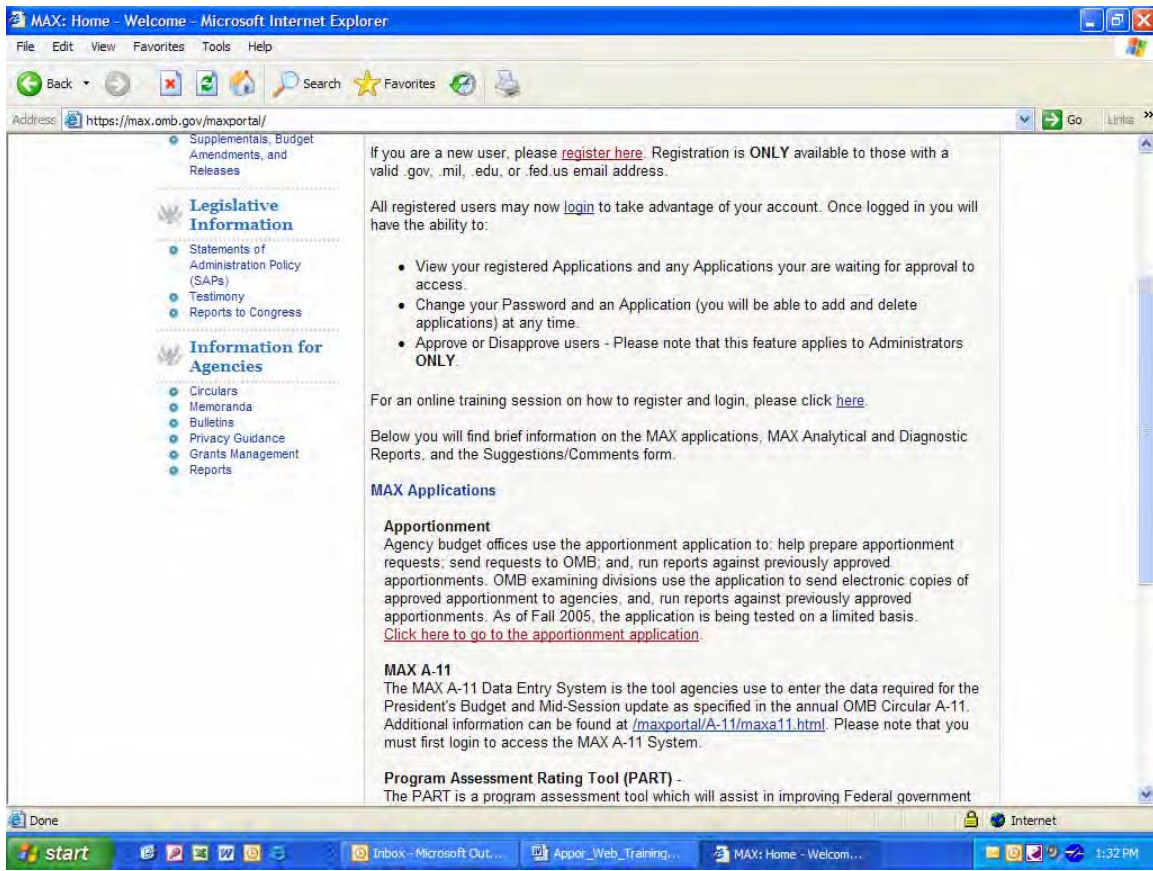 MAX: Home - Welcome - Microsoft Internet Explorer
File Edit View Favorites Tools Help
Back Search Favorites
Address https://max.omb.gov/maxportal/ Go Links »
Supplementals, Budget
Amendments, and
Releases
Legislative
Information
Statements of
Administration Policy
(SAPs)
Testimony
Reports to Congress
Information for
Agencies
Circulars
Memoranda
Bulletins
Privacy Guidance
Grants Management
Reports
If you are a new user, please register here. Registration is ONLY available to those with a
valid .gov, .mil, .edu, or .fed.us email address.
All registered users may now login to take advantage of your account. Once logged in you will
have the ability to:
• View your registered Applications and any Applications your are waiting for approval to
access.
• Change your Password and an Application (you will be able to add and delete
applications) at any time.
• Approve or Disapprove users - Please note that this feature applies to Administrators
ONLY.
For an online training session on how to register and login, please click here.
Below you will find brief information on the MAX applications, MAX Analytical and Diagnostic
Reports, and the Suggestions/Comments form.
MAX Applications
Apportionment
Agency budget offices use the apportionment application to: help prepare apportionment
requests; send requests to OMB; and, run reports against previously approved
apportionments. OMB examining divisions use the application to send electronic copies of
approved apportionment to agencies, and, run reports against previously approved
apportionments. As of Fall 2005, the application is being tested on a limited basis.
Click here to go to the apportionment application.
MAX A-11
The MAX A-11 Data Entry System is the tool agencies use to enter the data required for the
President's Budget and Mid-Session update as specified in the annual OMB Circular A-11.
Additional information can be found at /maxportal/A-11/maxa11.html. Please note that you
must first login to access the MAX A-11 System.
Program Assessment Rating Tool (PART) -
The PART is a program assessment tool which will assist in improving Federal government
Done Internet
start Inbox - Microsoft Out... Appor_Web_Training... MAX: Home - Welcom... 1:32 PM